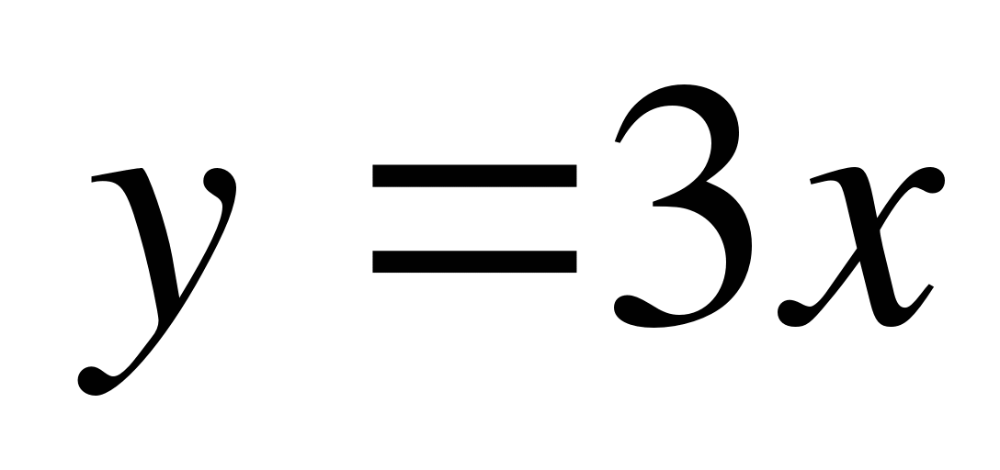 y = 3x